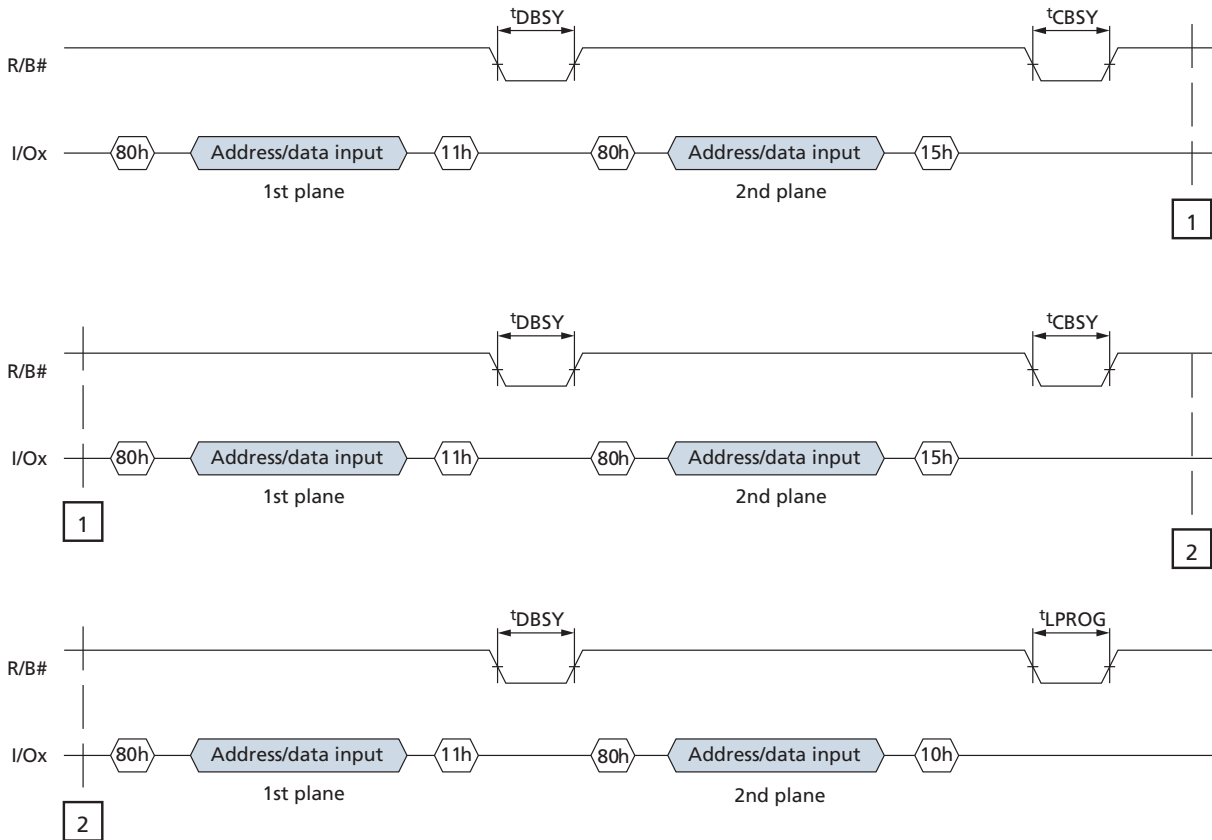 tDBSY tCBSY
R/B#
I/Ox 80h Address/data input 11h 80h Address/data input 15h
1st plane 2nd plane
1
tDBSY tCBSY
R/B#
I/Ox 80h Address/data input 11h 80h Address/data input 15h
1st plane 2nd plane
1
2
tDBSY tLPROG
R/B#
I/Ox 80h Address/data input 11h 80h Address/data input 10h
1st plane 2nd plane
2